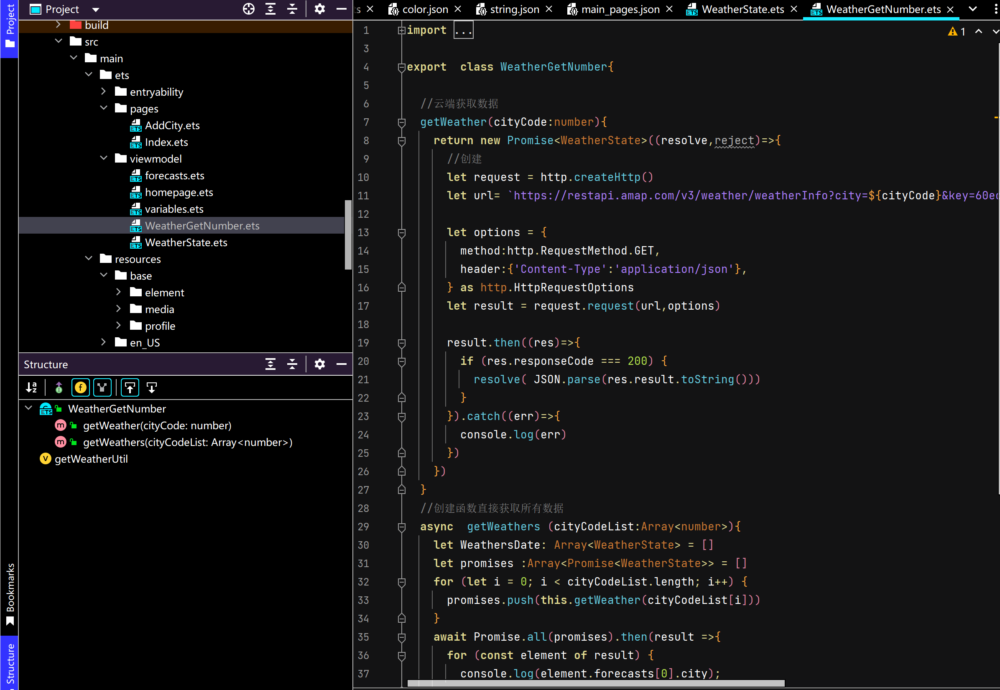 Project
Project
build
src
main
ets
entryability
pages
AddCity.ets
Index.ets
viewmodel
forecasts.ets
homepage.ets
variables.ets
WeatherGetNumber.ets
WeatherState.ets
resources
base
element
media
profile
en_US
Structure
WeatherGetNumber
getWeather(cityCode: number)
getWeathers(cityCodeList: Array<number>)
getWeatherUtil
Bookmarks
Structure
ts color.json string.json main_pages.json WeatherState.ets WeatherGetNumber.ets
1
1 import ...
3
4 export  class WeatherGetNumber{
5
6   //云端获取数据
7   getWeather(cityCode:number){
8     return new Promise<WeatherState>((resolve,reject)=>{
9       //创建
10       let request = http.createHttp()
11       let url= `https://restapi.amap.com/v3/weather/weatherInfo?city=${cityCode}&key=60e
12
13       let options = {
14         method:http.RequestMethod.GET,
15         header:{'Content-Type':'application/json'},
16       } as http.HttpRequestOptions
17       let result = request.request(url,options)
18
19       result.then((res)=>{
20         if (res.responseCode === 200) {
21           resolve( JSON.parse(res.result.toString()))
22         }
23       }).catch((err)=>{
24         console.log(err)
25       })
26     })
27   }
28   //创建函数直接获取所有数据
29   async  getWeathers (cityCodeList:Array<number>){
30     let WeathersDate: Array<WeatherState> = []
31     let promises :Array<Promise<WeatherState>> = []
32     for (let i = 0; i < cityCodeList.length; i++) {
33       promises.push(this.getWeather(cityCodeList[i]))
34     }
35     await Promise.all(promises).then(result =>{
36       for (const element of result) {
37         console.log(element.forecasts[0].city);